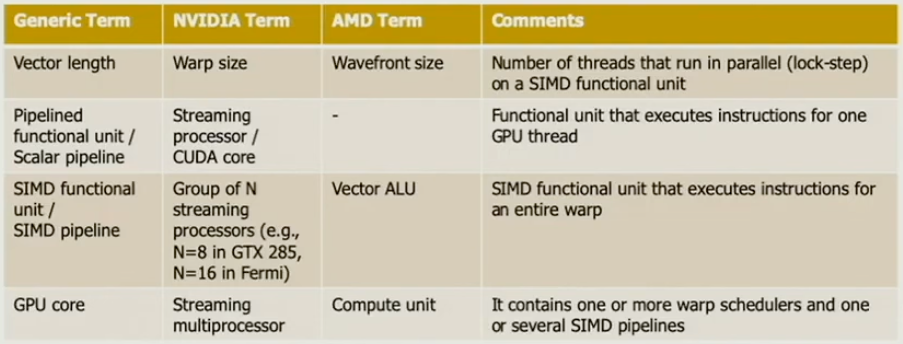 Generic Term
NVIDIA Term
AMD Term
Comments
Vector length
Warp size
Wavefront size
Number of threads that run in parallel (lock-step)
on a SIMD functional unit
Pipelined
functional unit /
Scalar pipeline
Streaming
processor /
CUDA core
-
Functional unit that executes instructions for one
GPU thread
SIMD functional
unit /
SIMD pipeline
Group of N
streaming
processors (e.g.,
N=8 in GTX 285,
N=16 in Fermi)
Vector ALU
SIMD functional unit that executes instructions for
an entire warp
GPU core
Streaming
multiprocessor
Compute unit
It contains one or more warp schedulers and one
or several SIMD pipelines